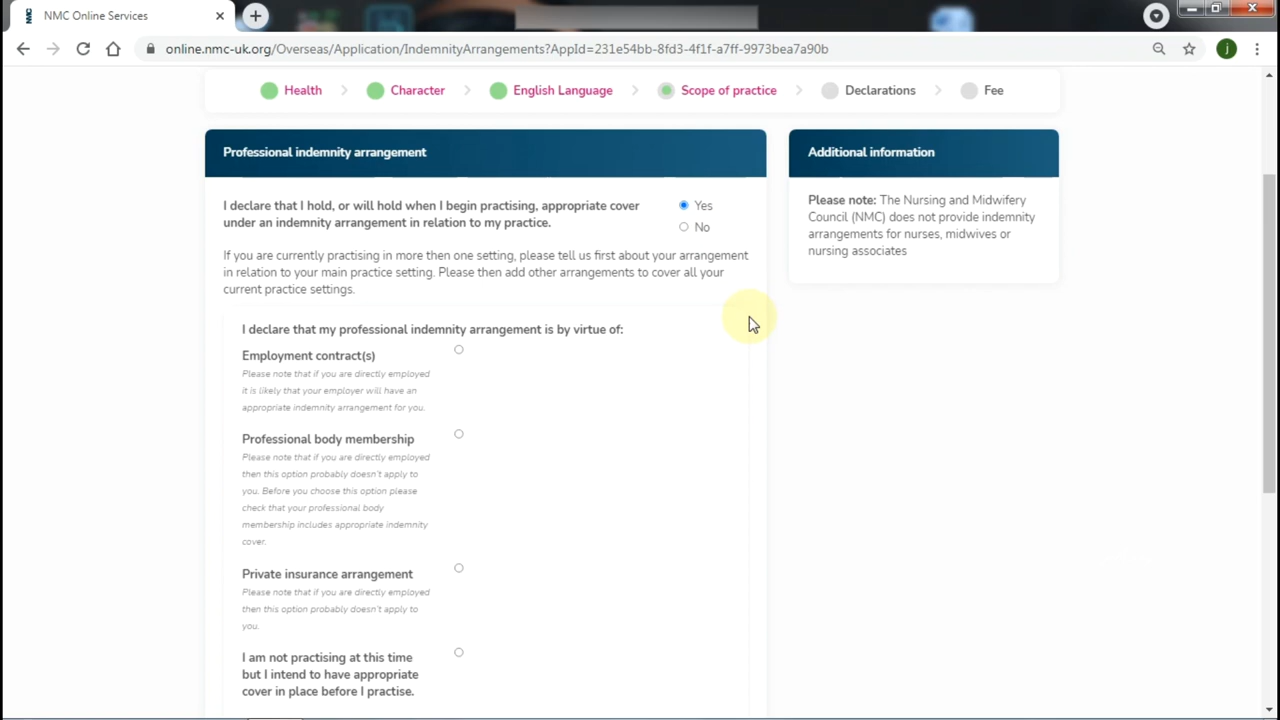 NMC Online Services
online.nmc-uk.org/Overseas/Application/IndemnityArrangements?AppId=231e54bb-8fd3-4f1f-a7ff-9973bea7a90b
j
Health
Character
English Language
Scope of practice
Declarations
Fee
Professional indemnity arrangement
I declare that I hold, or will hold when I begin practising, appropriate cover
under an indemnity arrangement in relation to my practice.
Yes
No
If you are currently practising in more then one setting, please tell us first about your arrangement
in relation to your main practice setting. Please then add other arrangements to cover all your
current practice settings.
I declare that my professional indemnity arrangement is by virtue of:
Employment contract(s)
Please note that if you are directly employed
it is likely that your employer will have an
appropriate indemnity arrangement for you.
Professional body membership
Please note that if you are directly employed
then this option probably doesn't apply to
you. Before you choose this option please
check that your professional body
membership includes appropriate indemnity
cover.
Private insurance arrangement
Please note that if you are directly employed
then this option probably doesn't apply to
you.
I am not practising at this time
but I intend to have appropriate
cover in place before I practise.
Additional information
Please note: The Nursing and Midwifery
Council (NMC) does not provide indemnity
arrangements for nurses, midwives or
nursing associates